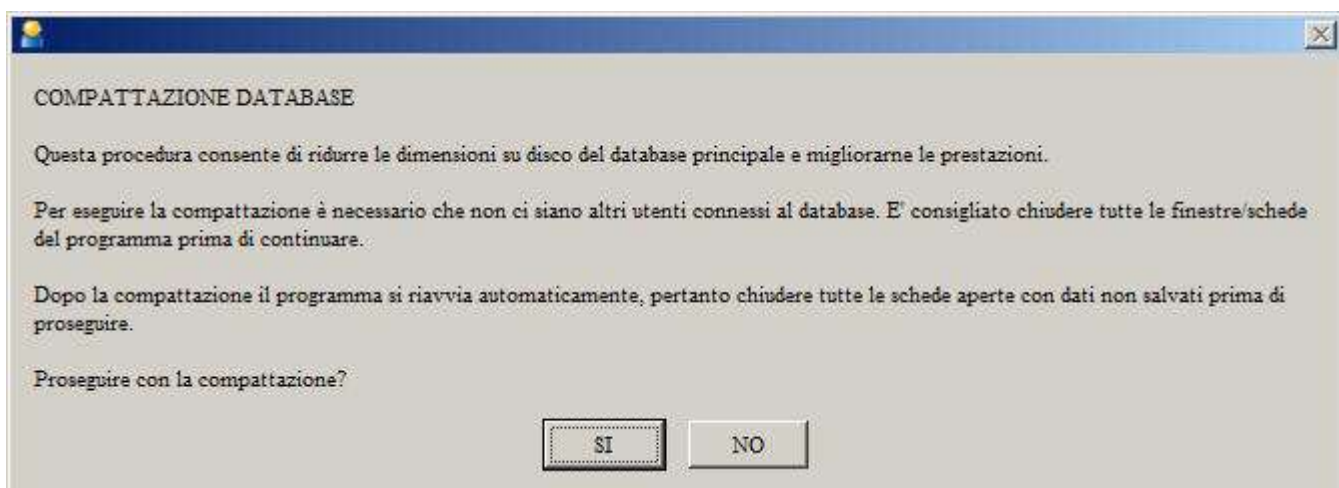 COMPATTAZIONE DATABASE
Questa procedura consente di ridurre le dimensioni su disco del database principale e migliorarne le prestazioni.
Per eseguire la compattazione è necessario che non ci siano altri utenti connessi al database. E' consigliato chiudere tutte le finestre/schede
del programma prima di continuare.
Dopo la compattazione il programma si riavvia automaticamente, pertanto chiudere tutte le schede aperte con dati non salvati prima di
proseguire.
Proseguire con la compattazione?
SI NO